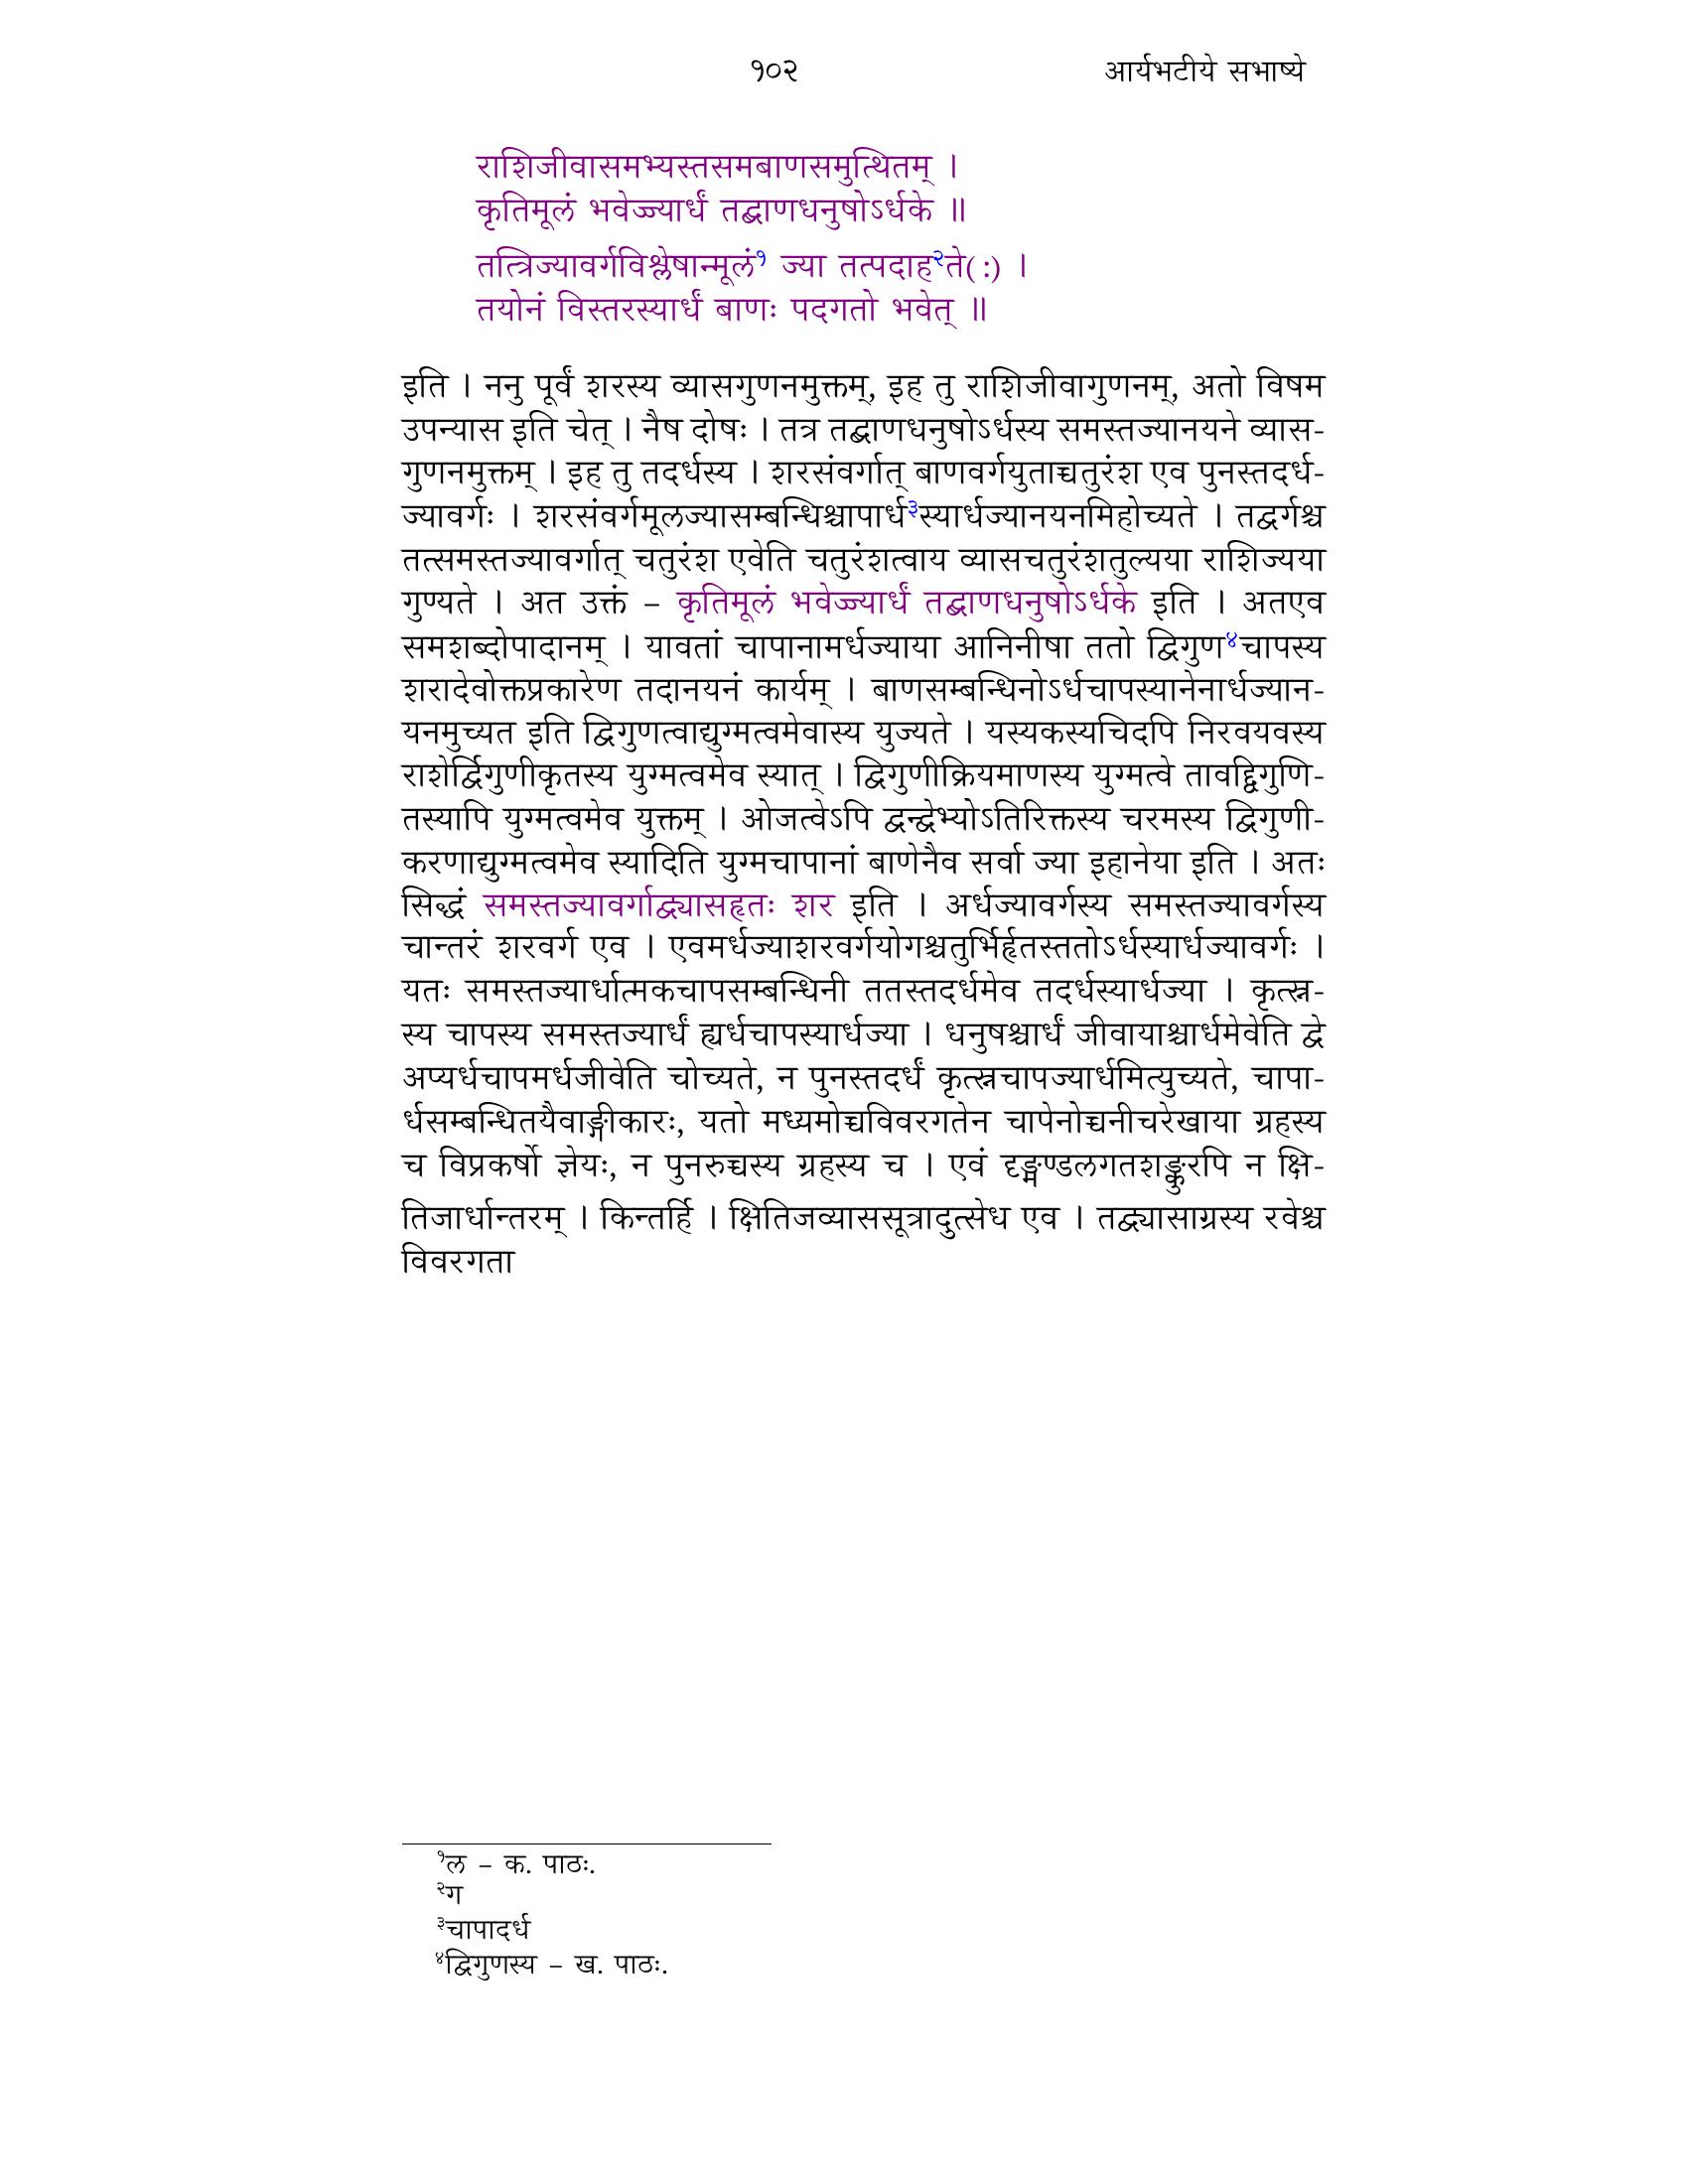 १०२ आर्यभटीये सभाष्ये
राशिजीवासमभ्यस्तसमबाणसमुत्थितम् ।
कृतिमूलं भवेज्ज्यार्धं तद्बाणधनुषोऽर्धके ॥
तत्त्रिज्यावर्गविश्लेषान्मूलं१ ज्या तत्पदाह२ते(:) ।
तयोनं विस्तरस्यार्धं बाणः पदगतो भवेत् ॥
इति । ननु पूर्वं शरस्य व्यासगुणनमुक्तम्, इह तु राशिजीवागुणनम्, अतो विषम
उपन्यास इति चेत् । नैष दोषः । तत्र तद्बाणधनुषोऽर्धस्य समस्तज्यानयने व्यास-
गुणनमुक्तम् । इह तु तदर्धस्य । शरसंवर्गात् बाणवर्गयुताच्चतुरंश एव पुनस्तदर्ध-
ज्यावर्गः । शरसंवर्गमूलज्यासम्बन्धिश्चापार्ध३स्यार्धज्यानयनमिहोच्यते । तद्वर्गश्च
तत्समस्तज्यावर्गात् चतुरंश एवेति चतुरंशत्वाय व्यासचतुरंशतुल्यया राशिज्यया
गुण्यते । अत उक्तं – कृतिमूलं भवेज्ज्यार्धं तद्बाणधनुषोऽर्धके इति । अतएव
समशब्दोपादानम् । यावतां चापानामर्धज्याया आनिनीषा ततो द्विगुण४चापस्य
शरादेवोक्तप्रकारेण तदानयनं कार्यम् । बाणसम्बन्धिनोऽर्धचापस्यानेनार्धज्यान-
यनमुच्यत इति द्विगुणत्वाद्युग्मत्वमेवास्य युज्यते । यस्यकस्यचिदपि निरवयवस्य
राशेर्द्विगुणीकृतस्य युग्मत्वमेव स्यात् । द्विगुणीक्रियमाणस्य युग्मत्वे तावद्द्विगुणि-
तस्यापि युग्मत्वमेव युक्तम् । ओजत्वेऽपि द्वन्द्वेभ्योऽतिरिक्तस्य चरमस्य द्विगुणी-
करणाद्युग्मत्वमेव स्यादिति युग्मचापानां बाणेनैव सर्वा ज्या इहानेया इति । अतः
सिद्धं समस्तज्यावर्गाद्व्यासहृतः शर इति । अर्धज्यावर्गस्य समस्तज्यावर्गस्य
चान्तरं शरवर्ग एव । एवमर्धज्याशरवर्गयोगश्चतुर्भिर्हृतस्ततोऽर्धस्यार्धज्यावर्गः ।
यतः समस्तज्यार्धात्मकचापसम्बन्धिनी ततस्तदर्धमेव तदर्धस्यार्धज्या । कृत्स्न-
स्य चापस्य समस्तज्यार्धं ह्यर्धचापस्यार्धज्या । धनुषश्चार्धं जीवायाश्चार्धमेवेति द्वे
अप्यर्धचापमर्धजीवेति चोच्यते, न पुनस्तदर्धं कृत्स्नचापज्यार्धमित्युच्यते, चापा-
र्धसम्बन्धितयैवाङ्गीकारः, यतो मध्यमोच्चविवरगतेन चापेनोच्चनीचरेखाया ग्रहस्य
च विप्रकर्षो ज्ञेयः, न पुनरुच्चस्य ग्रहस्य च । एवं दृङ्मण्डलगतशङ्कुरपि न क्षि-
तिजार्धान्तरम् । किन्तर्हि । क्षितिजव्याससूत्रादुत्सेध एव । तद्व्यासाग्रस्य रवेश्च
विवरगता
१ल – क. पाठः.
२ग
३चापादर्ध
४द्विगुणस्य – ख. पाठः.